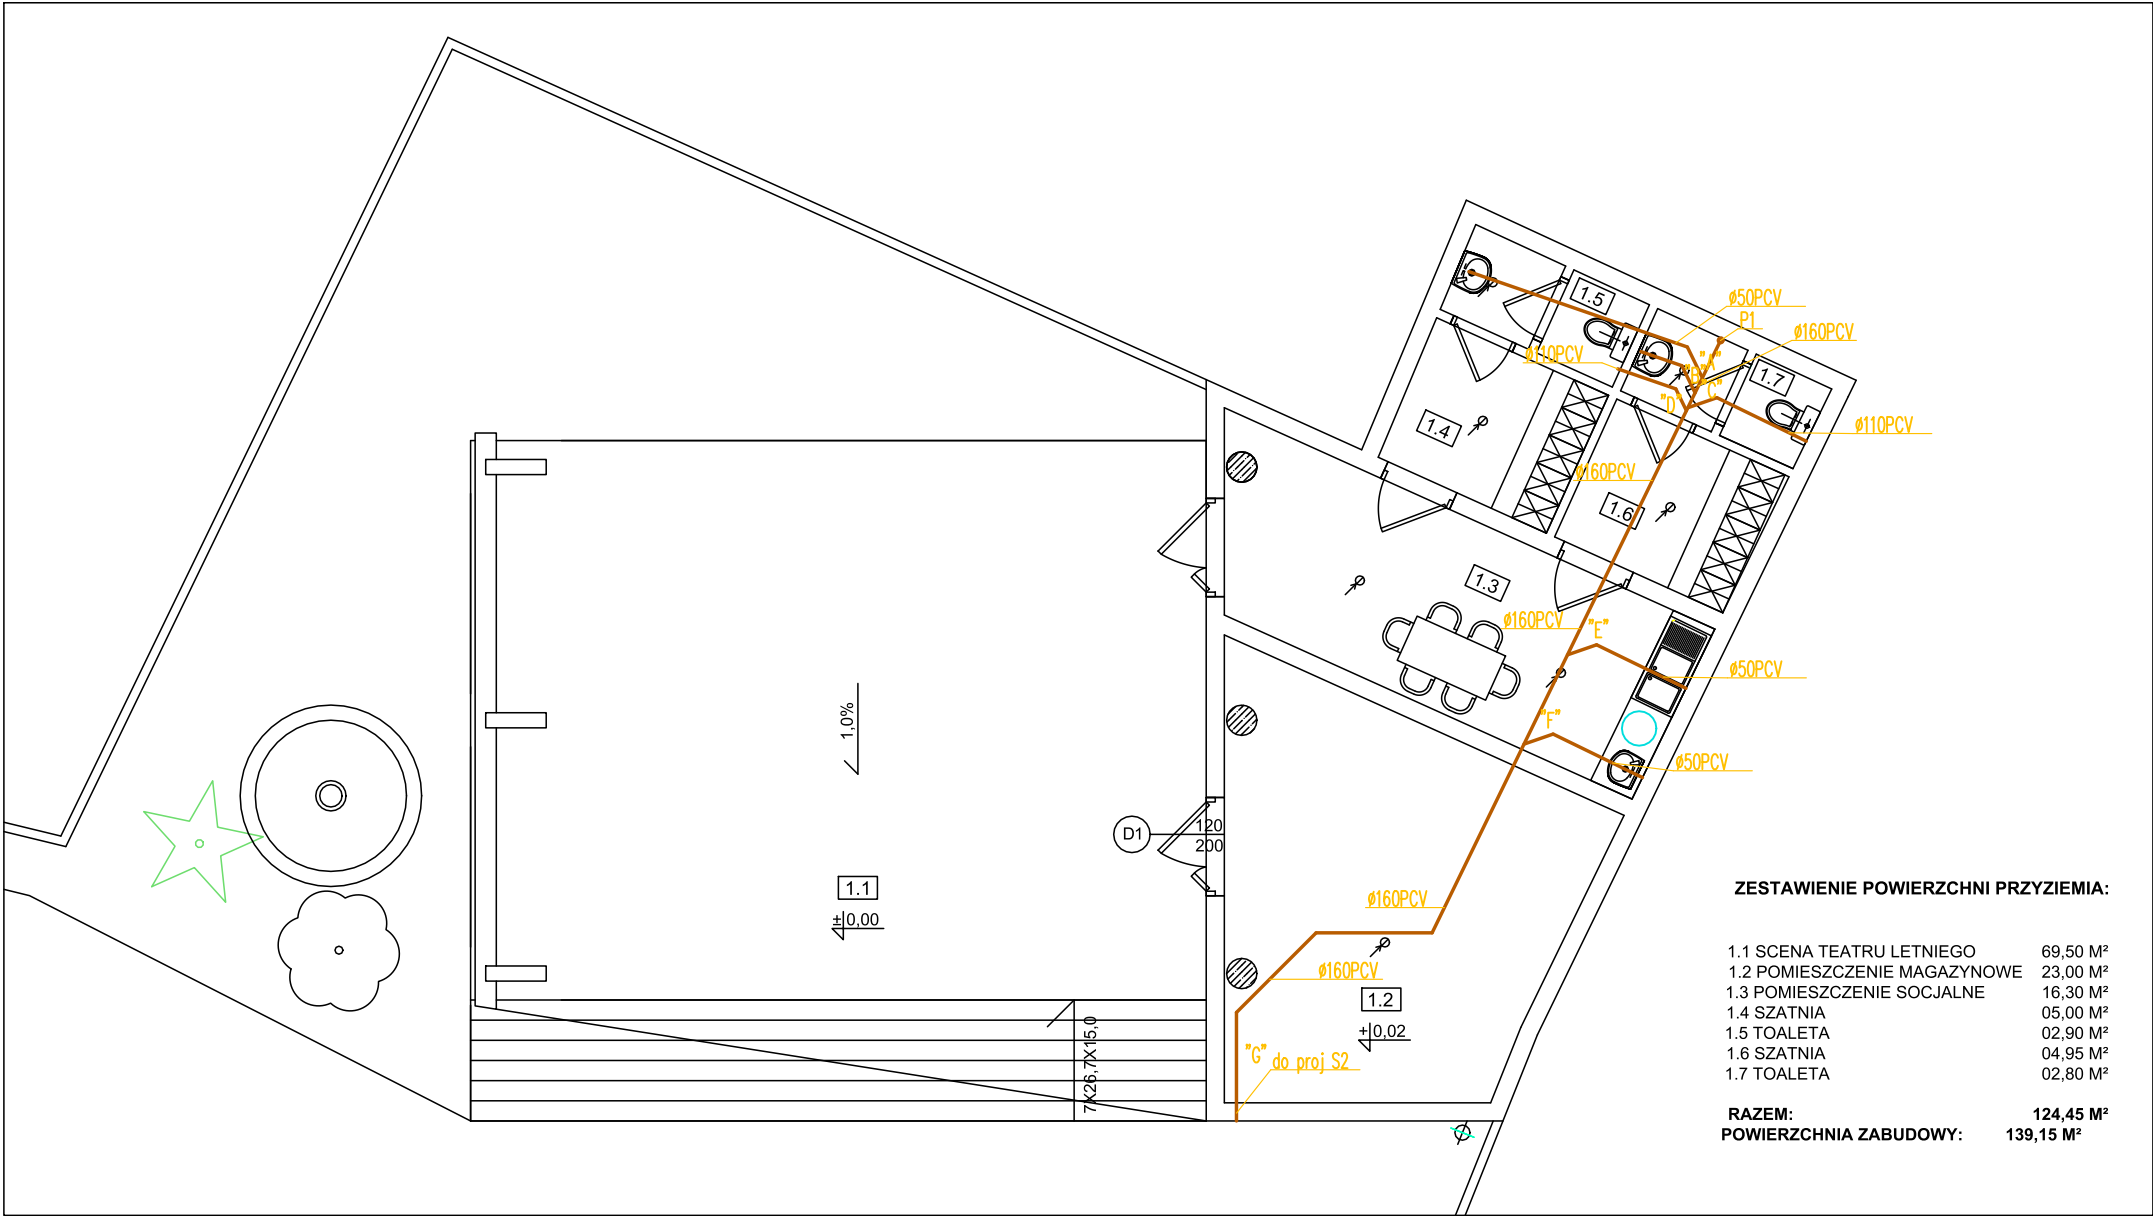 1.5
ø50PCV
P1
ø160PCV
ø110PCV
"A"
"B"
"C"
"D"
1.7
1.4
ø110PCV
ø160PCV
1.6
1.3
ø160PCV
"E"
ø50PCV
"F"
ø50PCV
1,0%
D1
120
200
1.1
±0,00
ø160PCV
ø160PCV
1.2
+0,02
7X26,7X15,0
"G"
do proj S2
ZESTAWIENIE POWIERZCHNI PRZYZIEMIA:
1.1 SCENA TEATRU LETNIEGO 69,50 M²
1.2 POMIESZCZENIE MAGAZYNOWE 23,00 M²
1.3 POMIESZCZENIE SOCJALNE 16,30 M²
1.4 SZATNIA 05,00 M²
1.5 TOALETA 02,90 M²
1.6 SZATNIA 04,95 M²
1.7 TOALETA 02,80 M²
RAZEM: 124,45 M²
POWIERZCHNIA ZABUDOWY: 139,15 M²